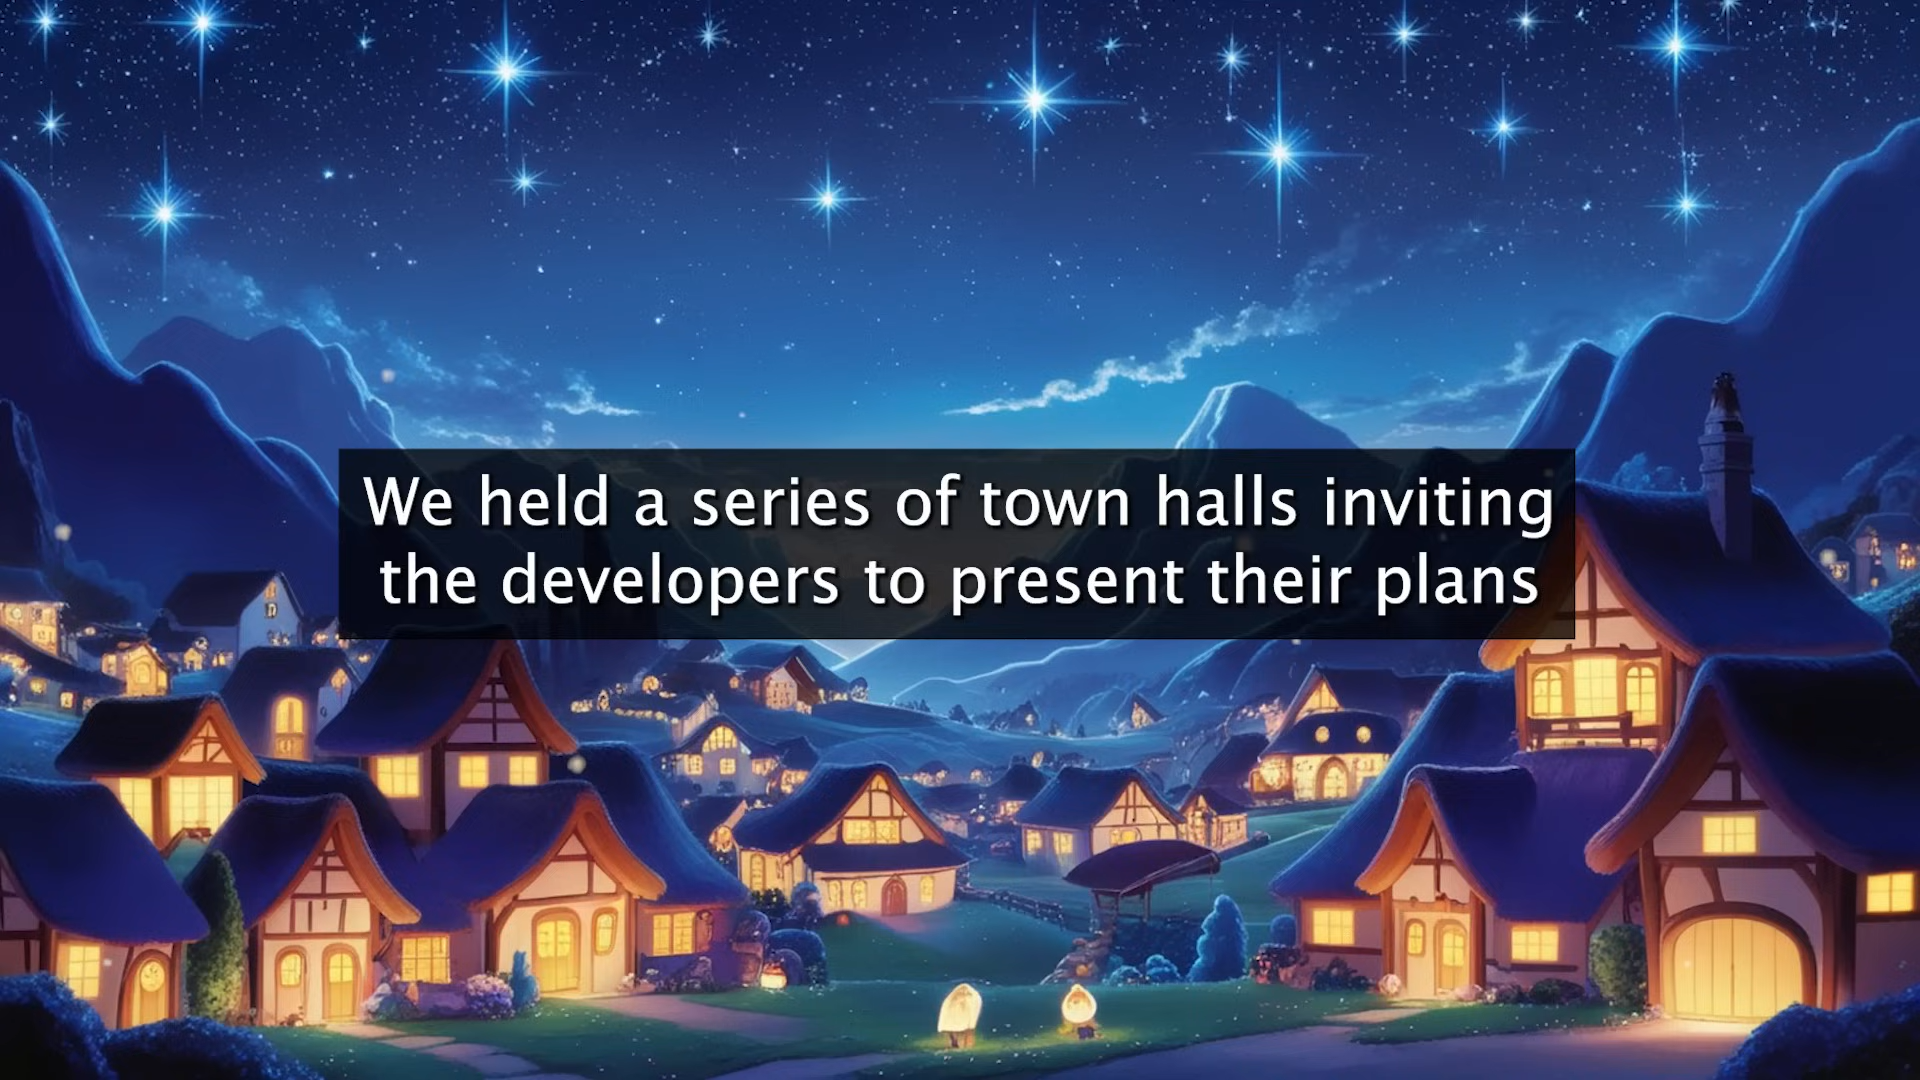 We held a series of town halls inviting
the developers to present their plans